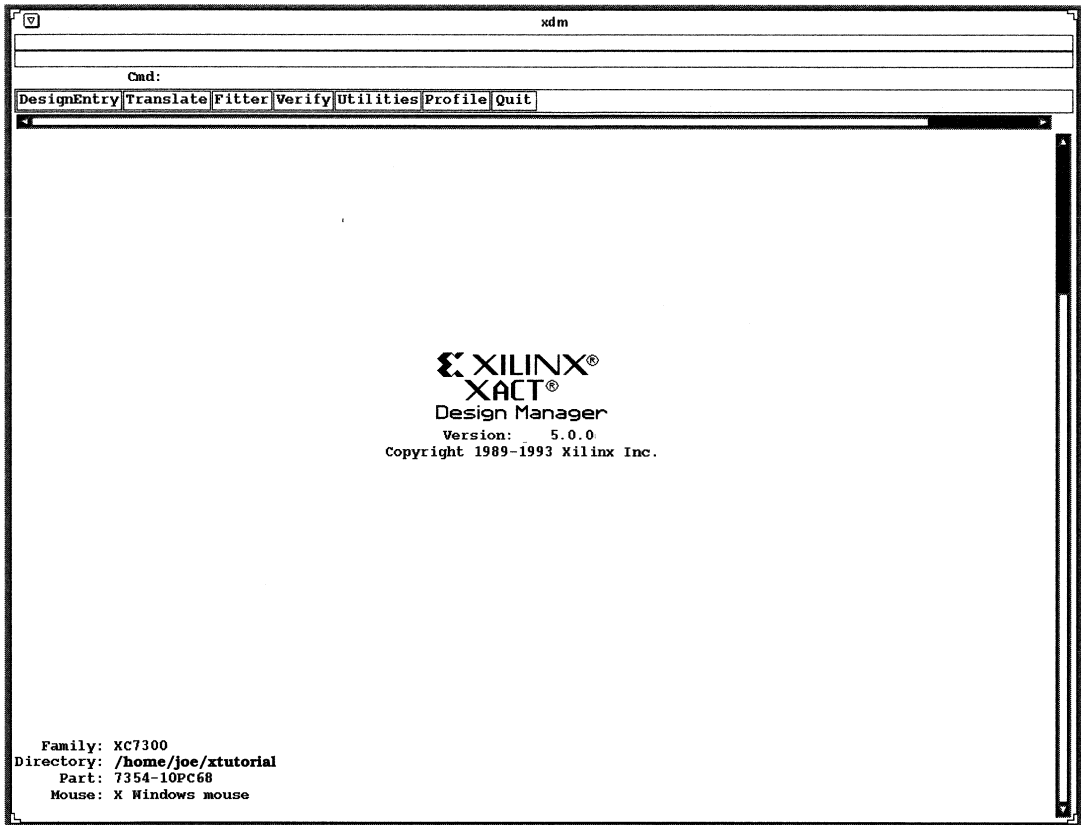 xdm
Cmd:
DesignEntry Translate Fitter Verify Utilities Profile Quit
XILINX®
XACT®
Design Manager
Version: 5.0.0
Copyright 1989-1993 Xilinx Inc.
Family: XC7300
Directory: /home/joe/xtutorial
Part: 7354-10PC68
Mouse: X Windows mouse